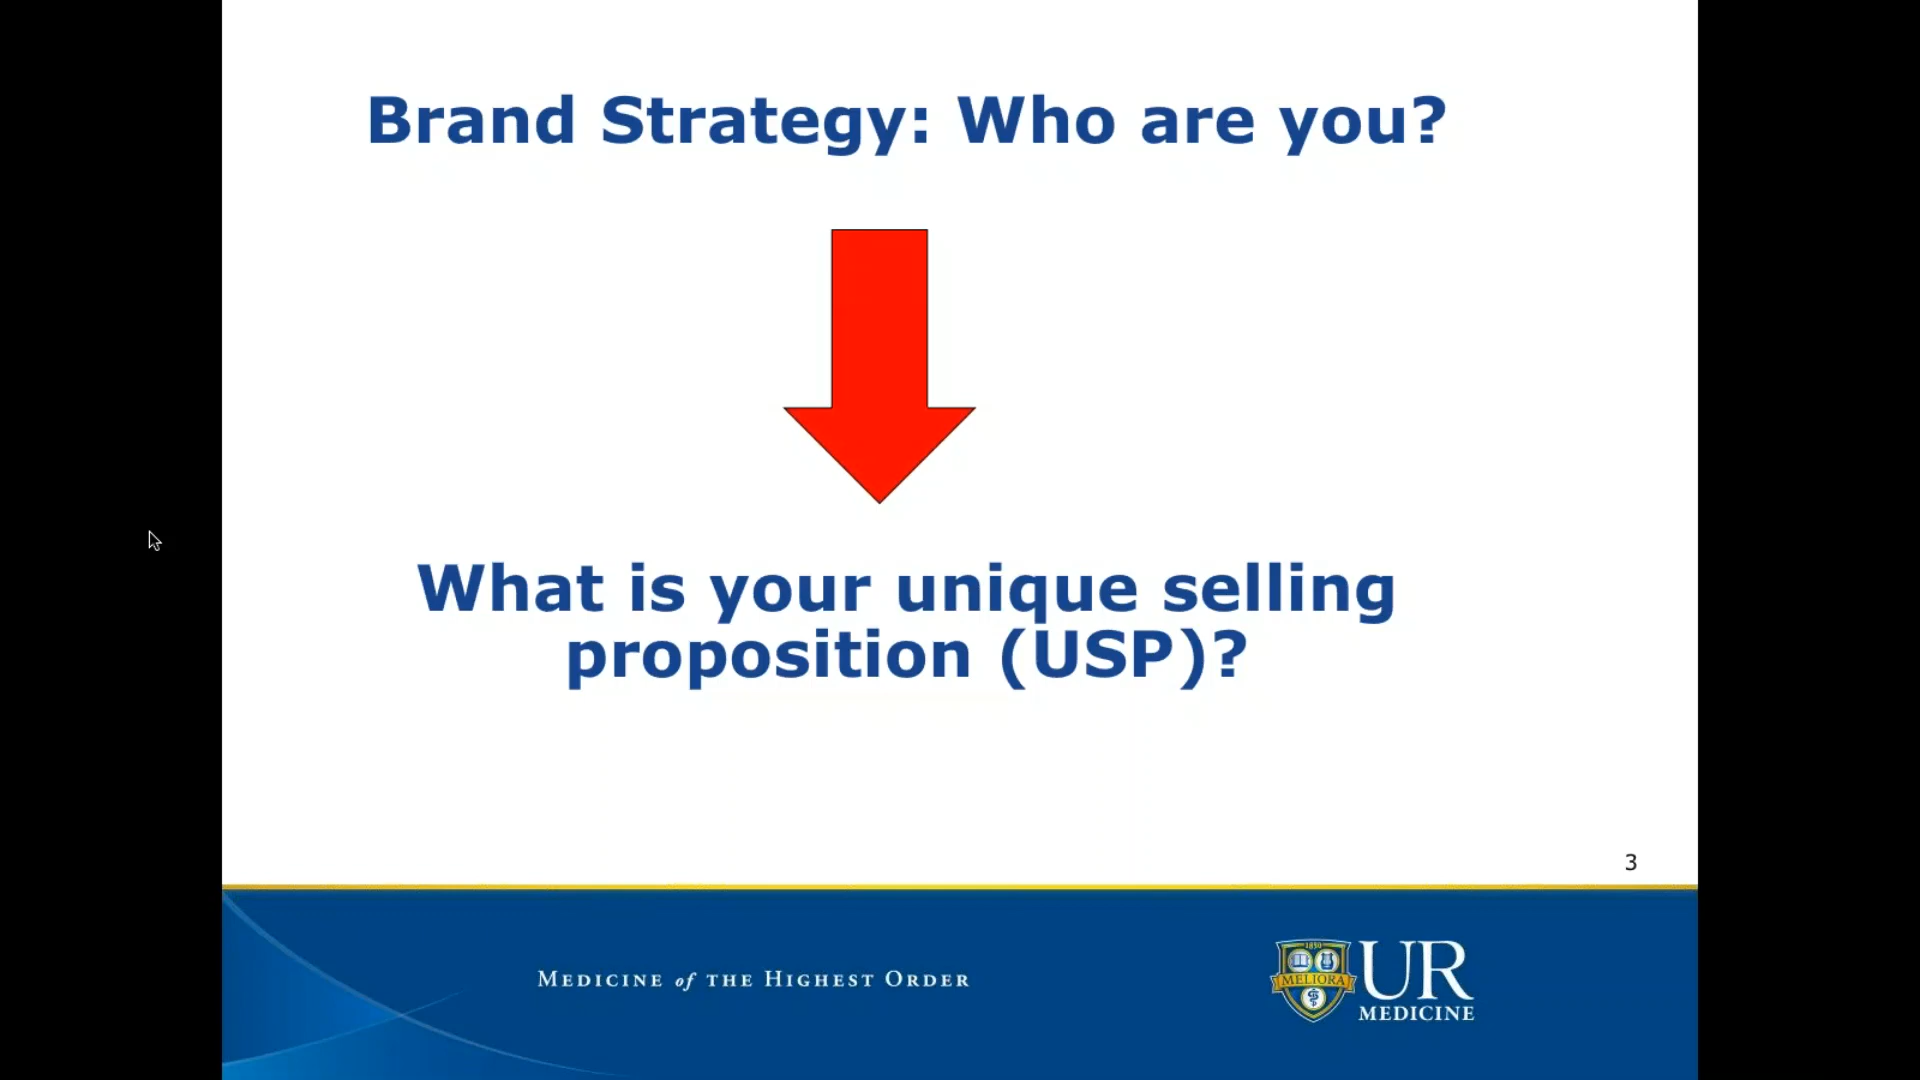 Brand Strategy: Who are you?
What is your unique selling
proposition (USP)?
3
MEDICINE of THE HIGHEST ORDER
1850
MELIORA
UR
MEDICINE